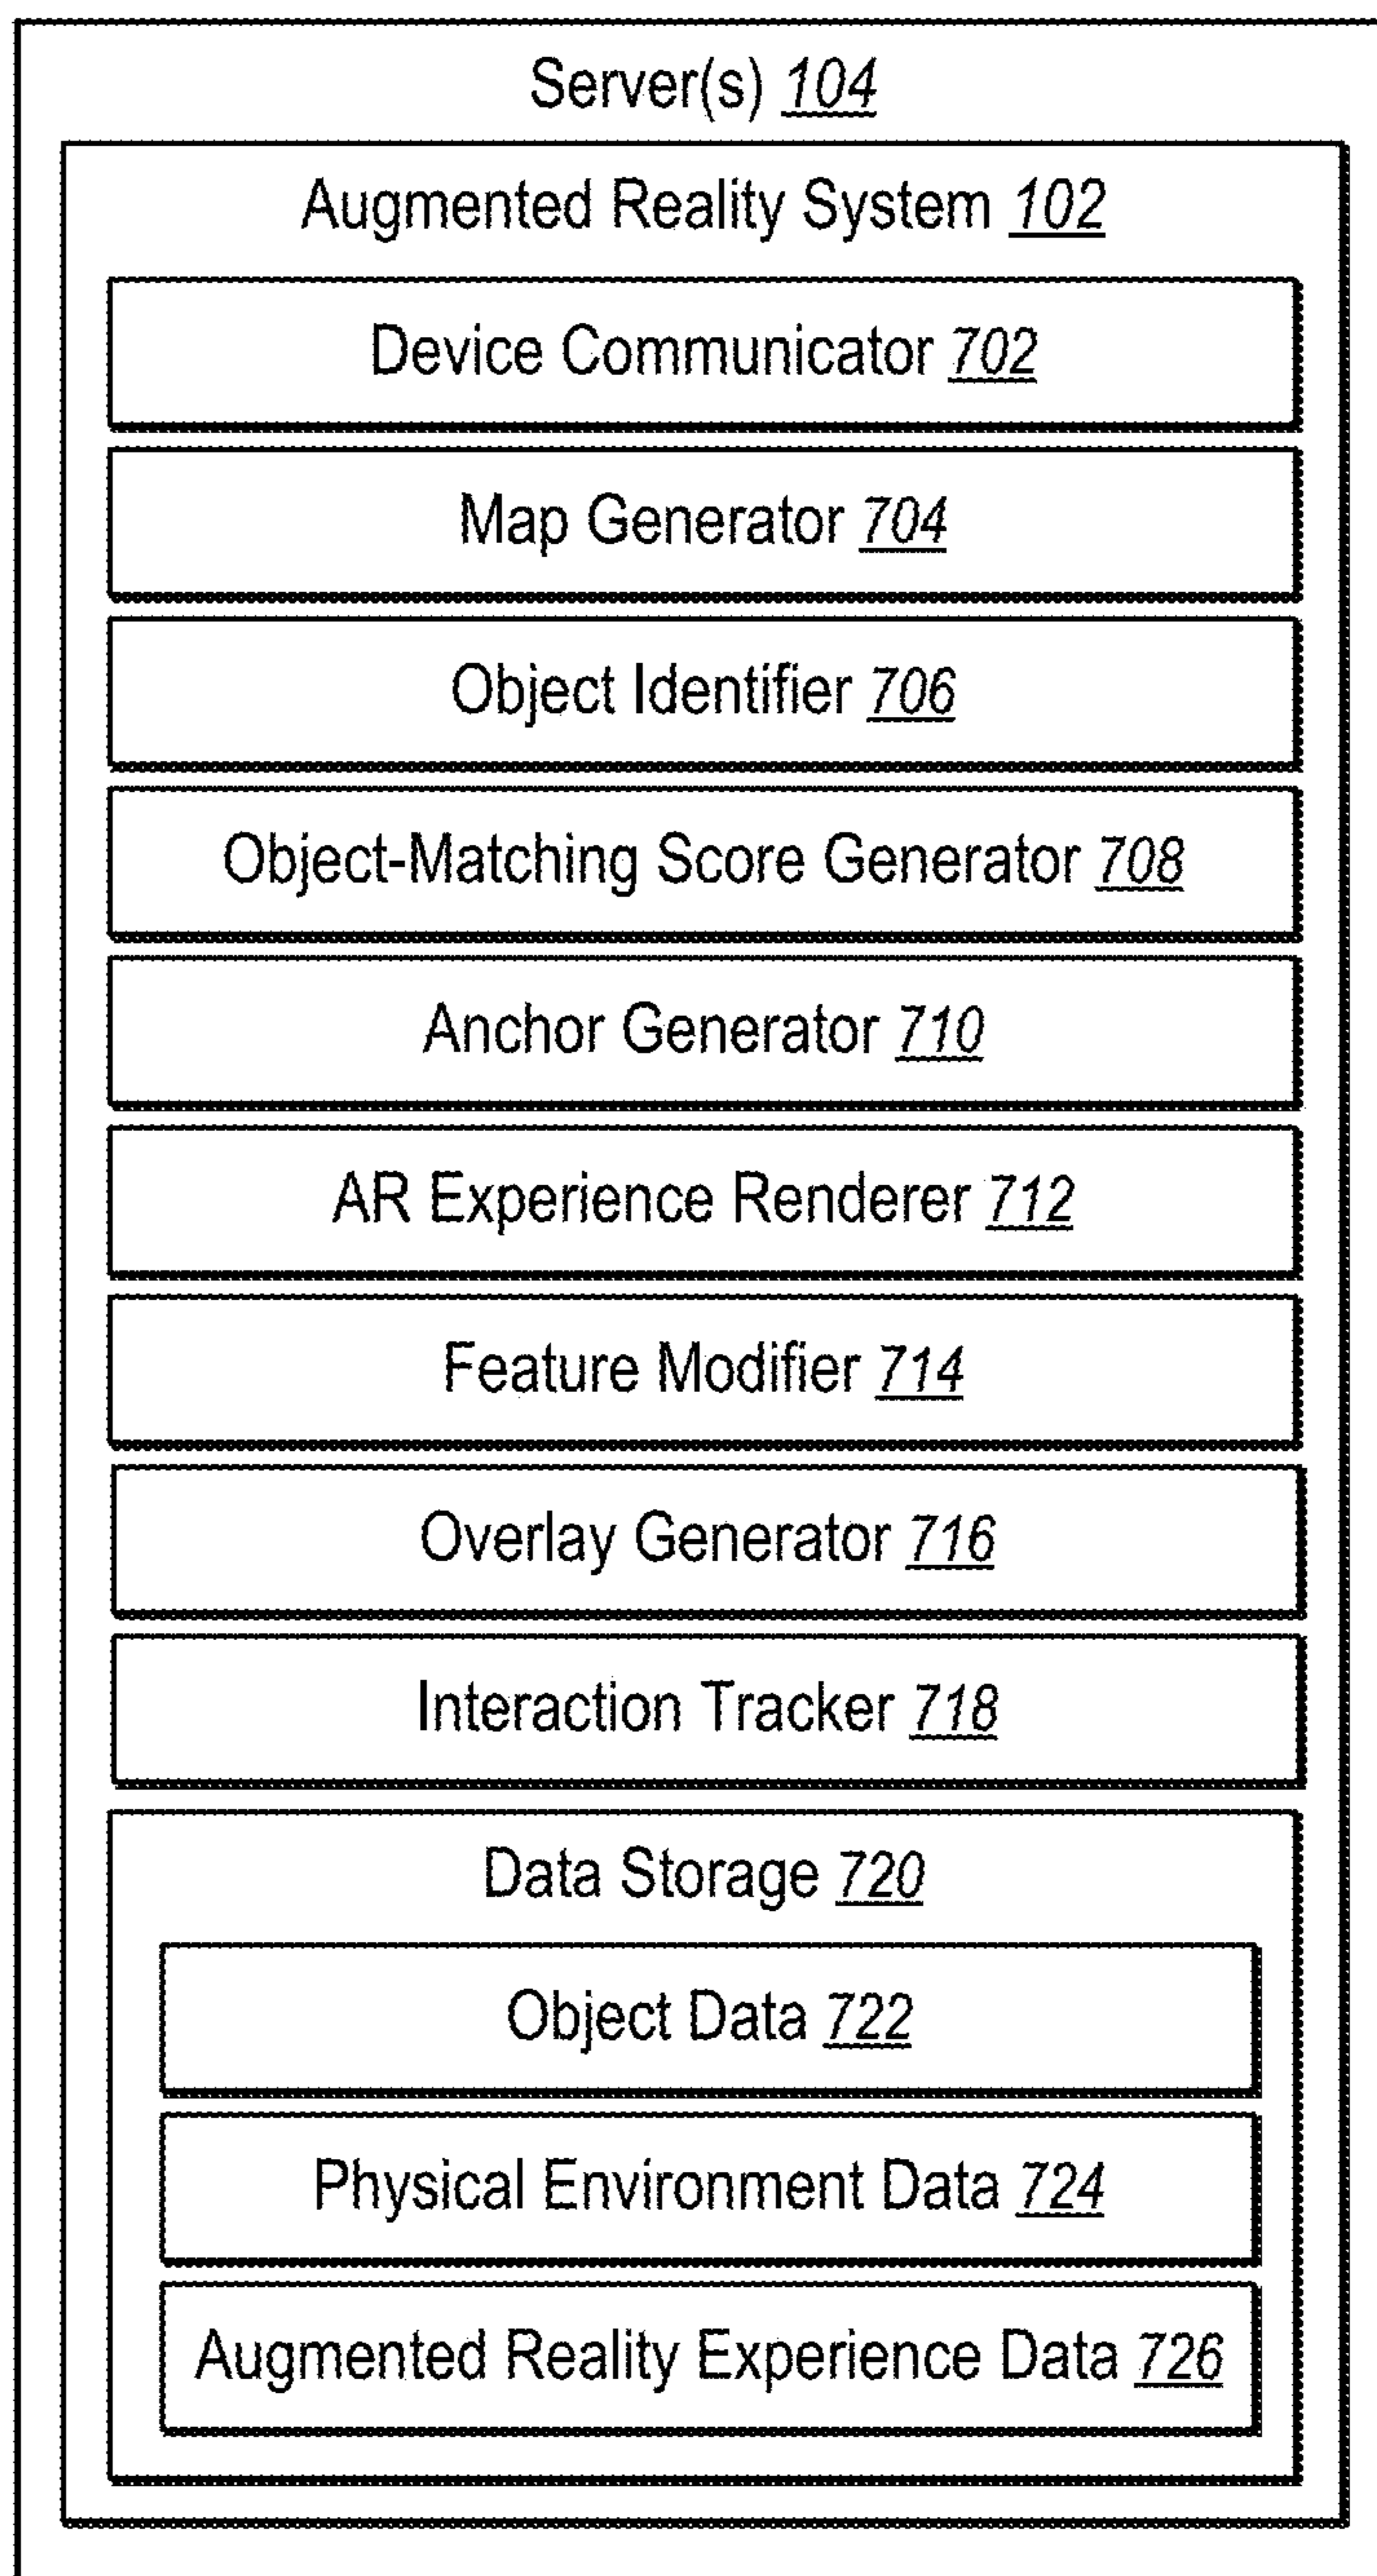 Server(s) 104
Augmented Reality System 102
Device Communicator 702
Map Generator 704
Object Identifier 706
Object-Matching Score Generator 708
Anchor Generator 710
AR Experience Renderer 712
Feature Modifier 714
Overlay Generator 716
Interaction Tracker 718
Data Storage 720
Object Data 722
Physical Environment Data 724
Augmented Reality Experience Data 726